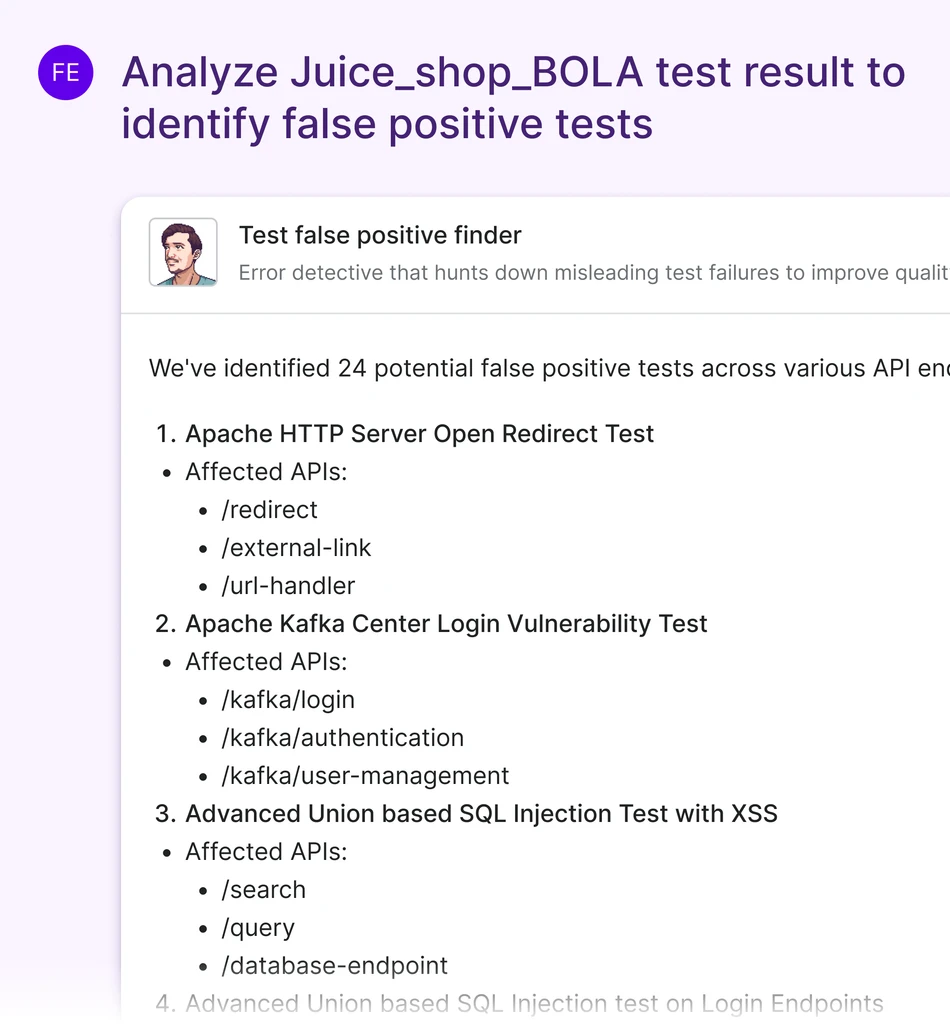 FE
Analyze Juice_shop_BOLA test result to
identify false positive tests
Test false positive finder
Error detective that hunts down misleading test failures to improve
We've identified 24 potential false positive tests across various API
1. Apache HTTP Server Open Redirect Test
• Affected APIs:
• /redirect
• /external-link
• /url-handler
2. Apache Kafka Center Login Vulnerability Test
• Affected APIs:
• /kafka/login
• /kafka/authentication
• /kafka/user-management
3. Advanced Union based SQL Injection Test with XSS
• Affected APIs:
• /search
• /query
• /database-endpoint
4. Advanced Union based SQL Injection test on Login Endpoints